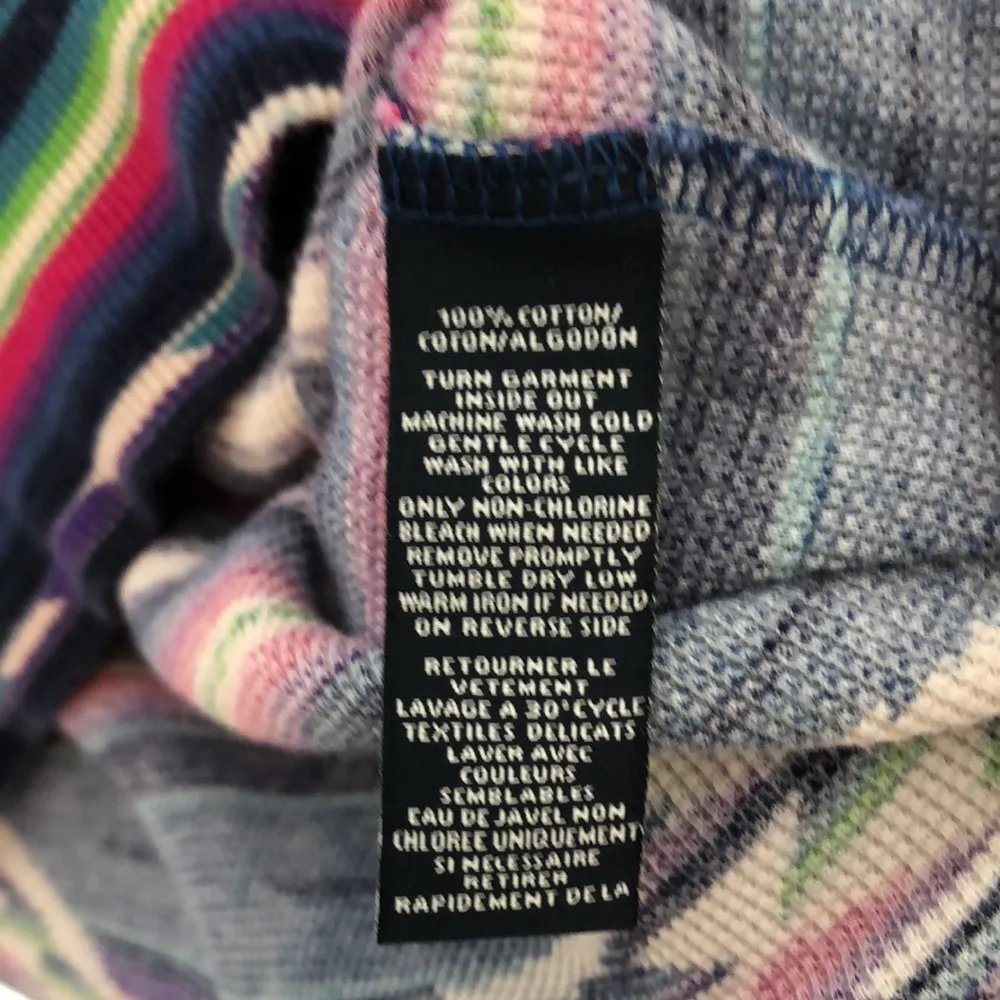 100% COTTON/
COTON/ALGODÓN
TURN GARMENT
INSIDE OUT
MACHINE WASH COLD
GENTLE CYCLE
WASH WITH LIKE
COLORS
ONLY NON-CHLORINE
BLEACH WHEN NEEDED
REMOVE PROMPTLY
TUMBLE DRY LOW
WARM IRON IF NEEDED
ON REVERSE SIDE
RETOURNER LE
VETEMENT
LAVAGE A 30° CYCLE
TEXTILES DELICATS
LAVER AVEC
COULEURS
SEMBLABLES
EAU DE JAVEL NON
CHLOREE UNIQUEMENT
SI NECESSAIRE
RETIRER
RAPIDEMENT DE LA